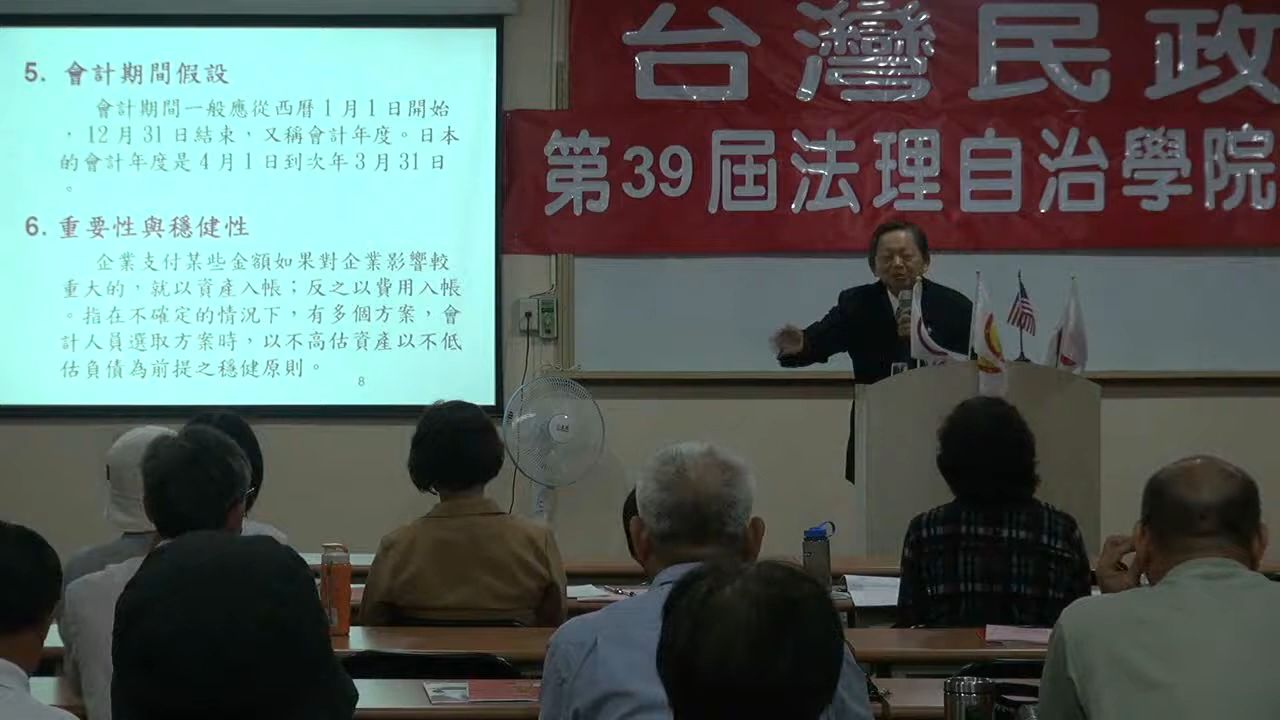 5. 會計期間假設
會計期間一般應從西曆1月1日開始
，12月31日結束，又稱會計年度。日本
的會計年度是4月1日到次年3月31日
。
6. 重要性與穩健性
企業支付某些金額如果對企業影響較
重大的，就以資產入帳；反之以費用入帳
。指在不確定的情況下，有多個方案，會
計人員選取方案時，以不高估資產以不低
估負債為前提之穩健原則。
8
台灣民政
第39屆法理自治學院